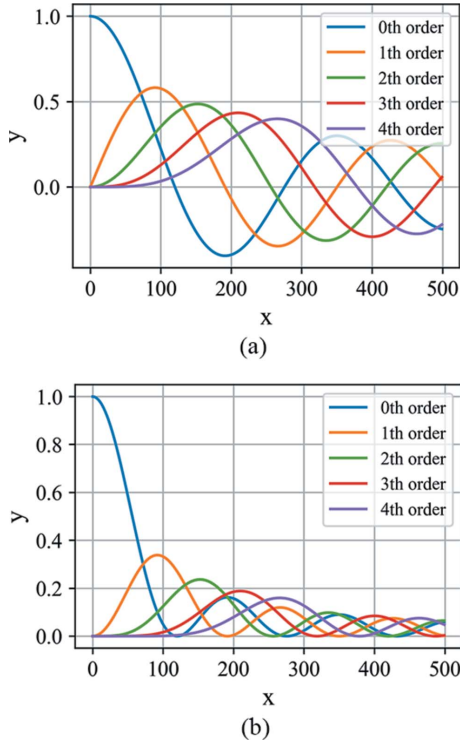 1.0
0.5
0.0
y
0th order
1th order
2th order
3th order
4th order
0 100 200 300 400 500
x
(a)
1.0
0.8
0.6
0.4
0.2
0.0
y
0th order
1th order
2th order
3th order
4th order
0 100 200 300 400 500
x
(b)